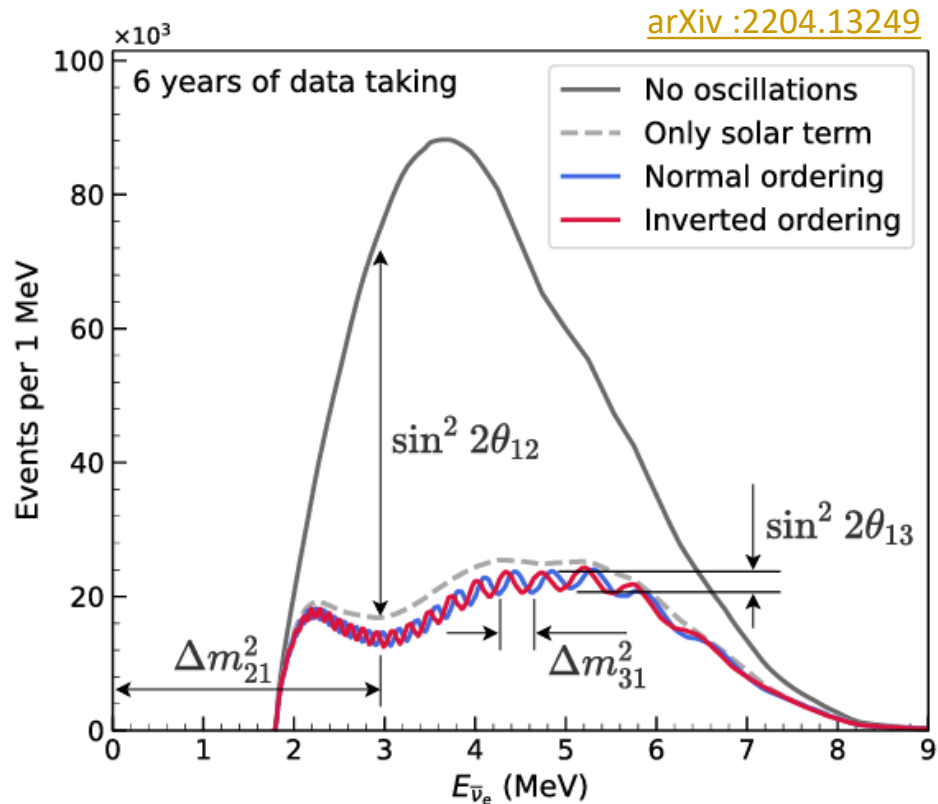 arXiv :2204.13249
×10³
6 years of data taking
No oscillations
Only solar term
Normal ordering
Inverted ordering
Events per 1 MeV
100
80
60
40
20
0
sin² 2θ₁₂
sin² 2θ₁₃
Δm²₂₁
Δm²₃₁
0 1 2 3 4 5 6 7 8 9
E_ν̄ₑ (MeV)